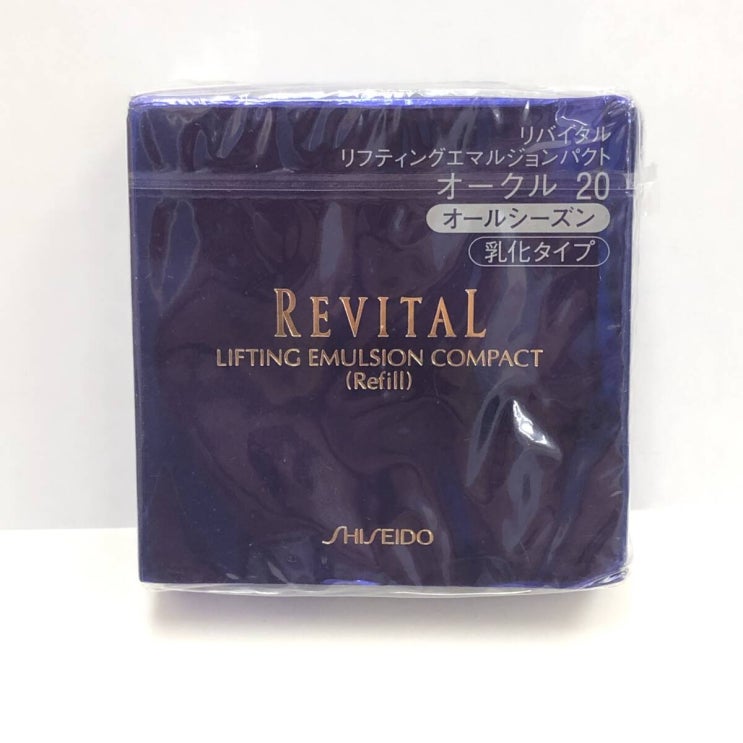 リバイタル
リフティングエマルジョンパクト
オークル 20
オールシーズン
乳化タイプ
REVITAL
LIFTING EMULSION COMPACT
(Refill)
SHISEIDO